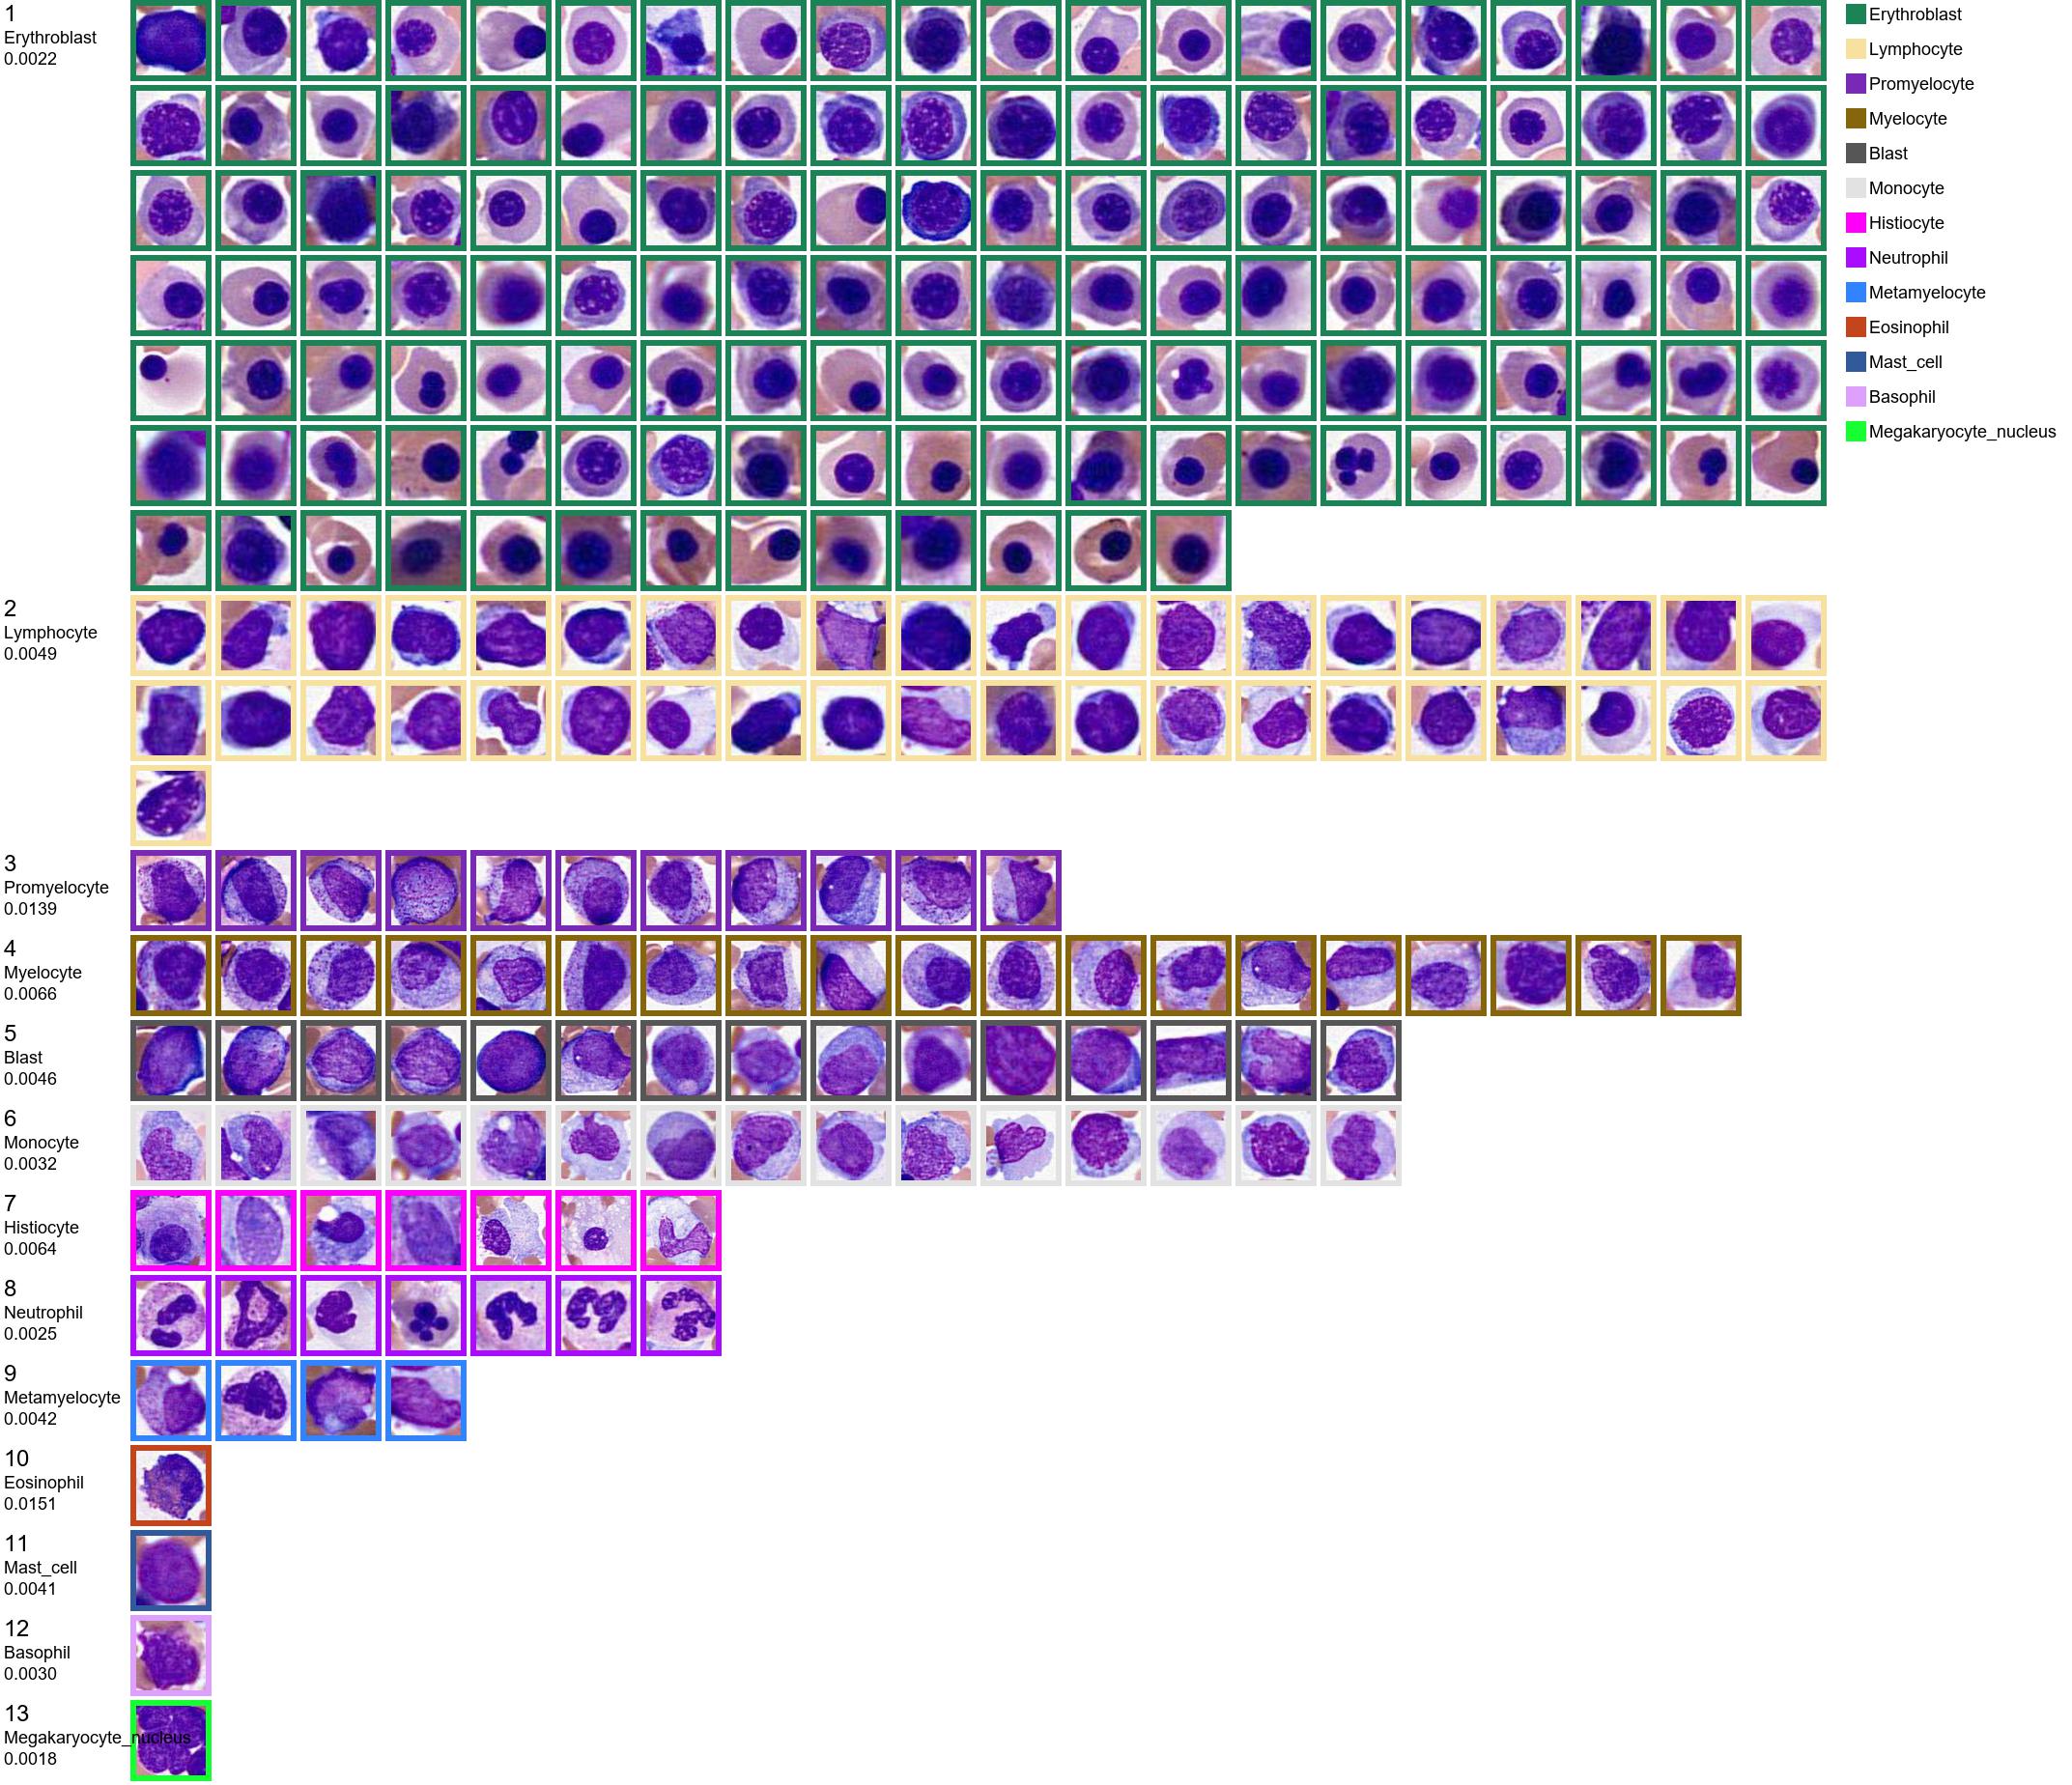 1
Erythroblast
0.0022
2
Lymphocyte
0.0049
3
Promyelocyte
0.0139
4
Myelocyte
0.0066
5
Blast
0.0046
6
Monocyte
0.0032
7
Histiocyte
0.0064
8
Neutrophil
0.0025
9
Metamyelocyte
0.0042
10
Eosinophil
0.0151
11
Mast_cell
0.0041
12
Basophil
0.0030
13
Megakaryocyte_nucleus
0.0018
Erythroblast
Lymphocyte
Promyelocyte
Myelocyte
Blast
Monocyte
Histiocyte
Neutrophil
Metamyelocyte
Eosinophil
Mast_cell
Basophil
Megakaryocyte_nucleus